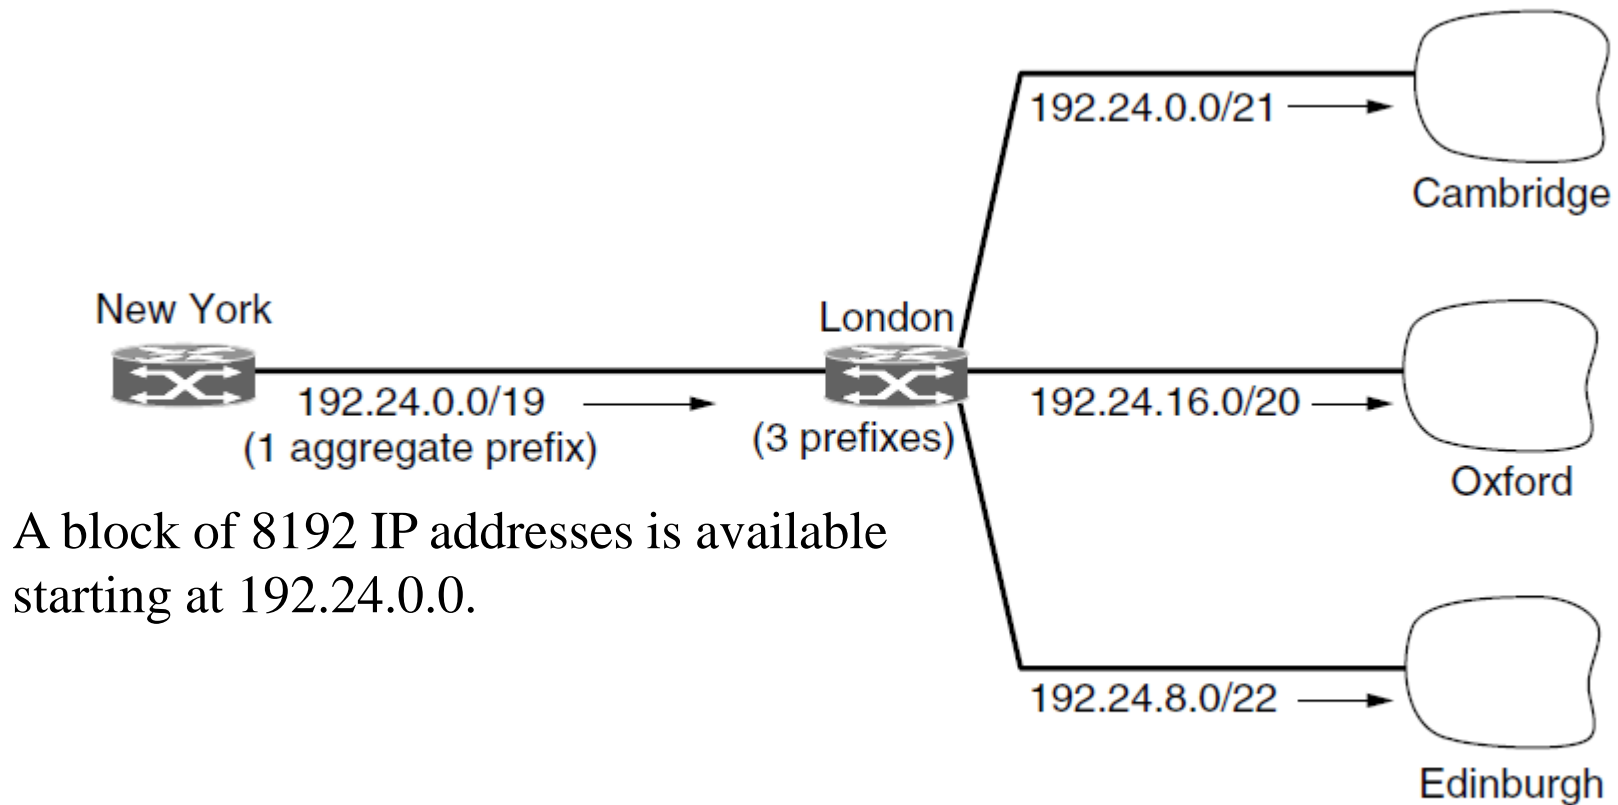 192.24.0.0/21
Cambridge
New York
London
192.24.0.0/19
(1 aggregate prefix)
(3 prefixes)
192.24.16.0/20
Oxford
A block of 8192 IP addresses is available
starting at 192.24.0.0.
192.24.8.0/22
Edinburgh